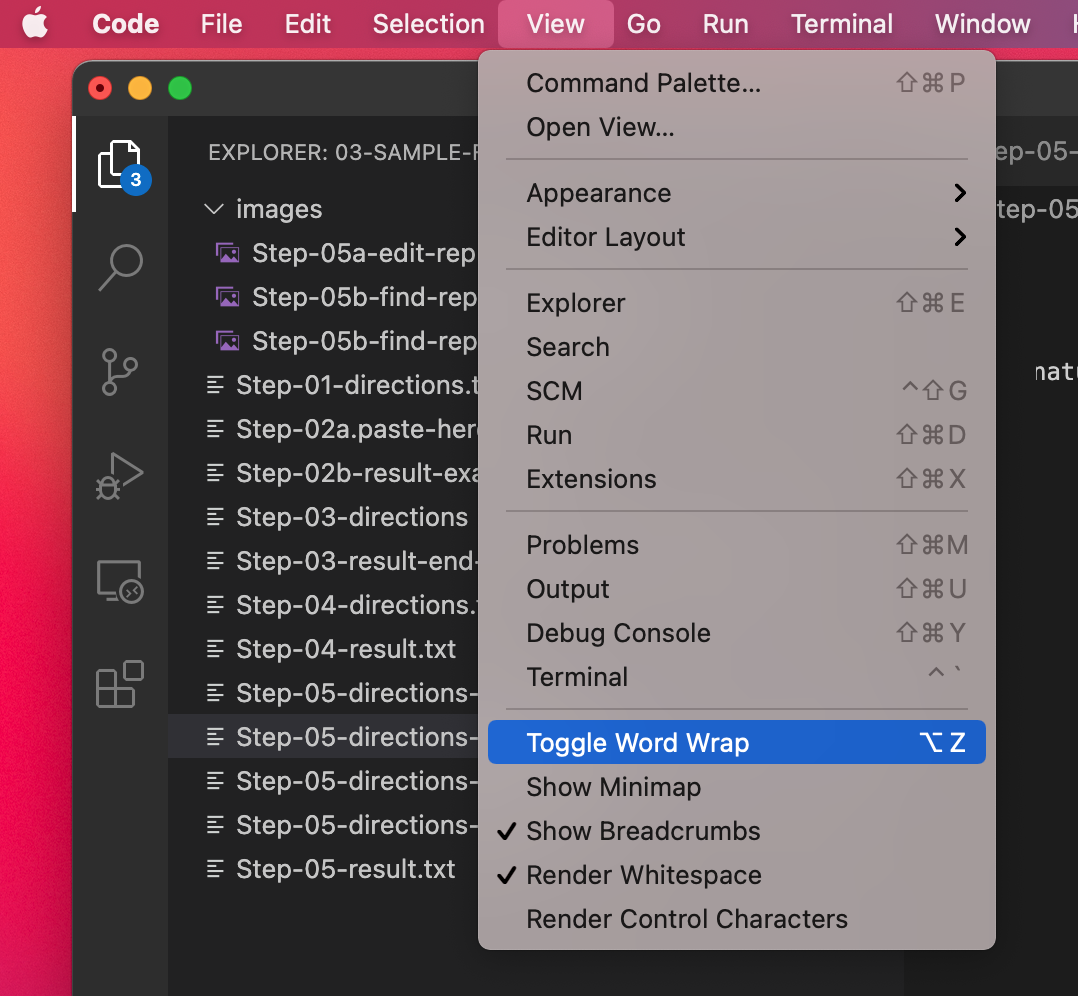 Code File Edit Selection View Go Run Terminal Window
EXPLORER: 03-SAMPLE-
3
images
Step-05a-edit-rep
Step-05b-find-rep
Step-05b-find-rep
Step-01-directions.t
Step-02a.paste-her
Step-02b-result-exa
Step-03-directions
Step-03-result-end-
Step-04-directions.
Step-04-result.txt
Step-05-directions-
Step-05-directions-
Step-05-directions-
Step-05-directions-
Step-05-result.txt
Command Palette... ⇧⌘P
Open View...
Appearance
Editor Layout
Explorer ⇧⌘E
Search
SCM ^⇧G
Run ⇧⌘D
Extensions ⇧⌘X
Problems ⇧⌘M
Output ⇧⌘U
Debug Console ⇧⌘Y
Terminal ^`
Toggle Word Wrap ⌥Z
Show Minimap
✓ Show Breadcrumbs
✓ Render Whitespace
Render Control Characters
ep-05-
tep-05
nat